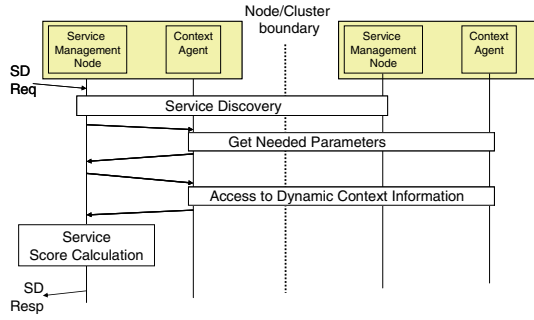 Node/Cluster
boundary
Service
Management
Node
Context
Agent
Service
Management
Node
Context
Agent
SD
Req
Service Discovery
Get Needed Parameters
Access to Dynamic Context Information
Service
Score Calculation
SD
Resp